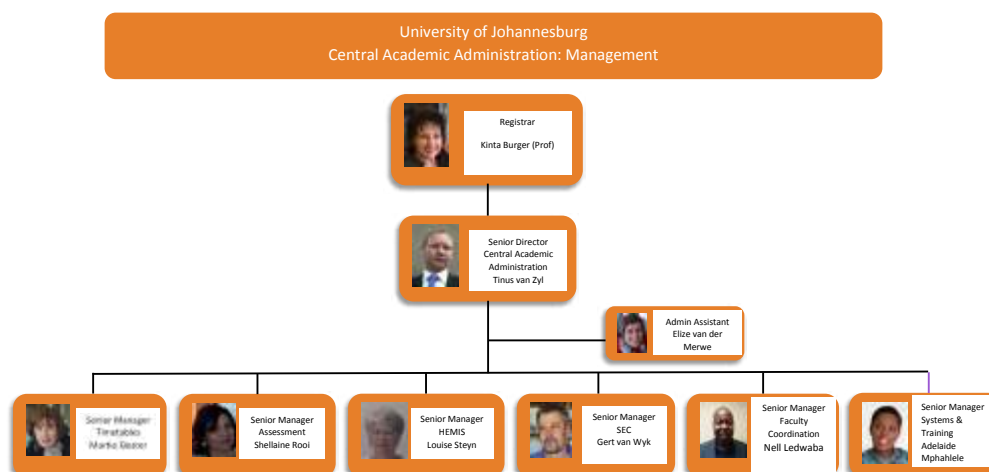 University of Johannesburg
Central Academic Administration: Management
Registrar
Kinta Burger (Prof)
Senior Director
Central Academic
Administration
Tinus van Zyl
Admin Assistant
Elize van der
Merwe
Senior Manager
Timetables
Senior Manager
Assessment
Shellaine Rooi
Senior Manager
HEMIS
Louise Steyn
Senior Manager
SEC
Gert van Wyk
Senior Manager
Faculty
Coordination
Nell Ledwaba
Senior Manager
Systems &
Training
Adelaide
Mphahlele